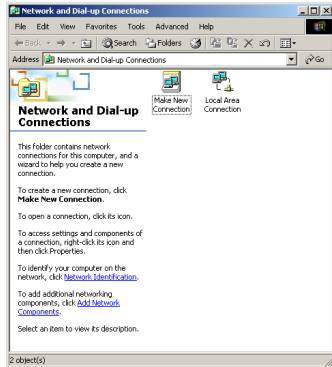 Network and Dial-up Connections
File Edit View Favorites Tools Advanced Help
Back Search Folders
Address Network and Dial-up Connections Go
Network and Dial-up
Connections
This folder contains network
connections for this computer, and a
wizard to help you create a new
connection.
To create a new connection, click
Make New Connection.
To open a connection, click its icon.
To access settings and components of
a connection, right-click its icon and
then click Properties.
To identify your computer on the
network, click Network Identification.
To add additional networking
components, click Add Network
Components.
Select an item to view its description.
Make New
Connection
Local Area
Connection
2 object(s)